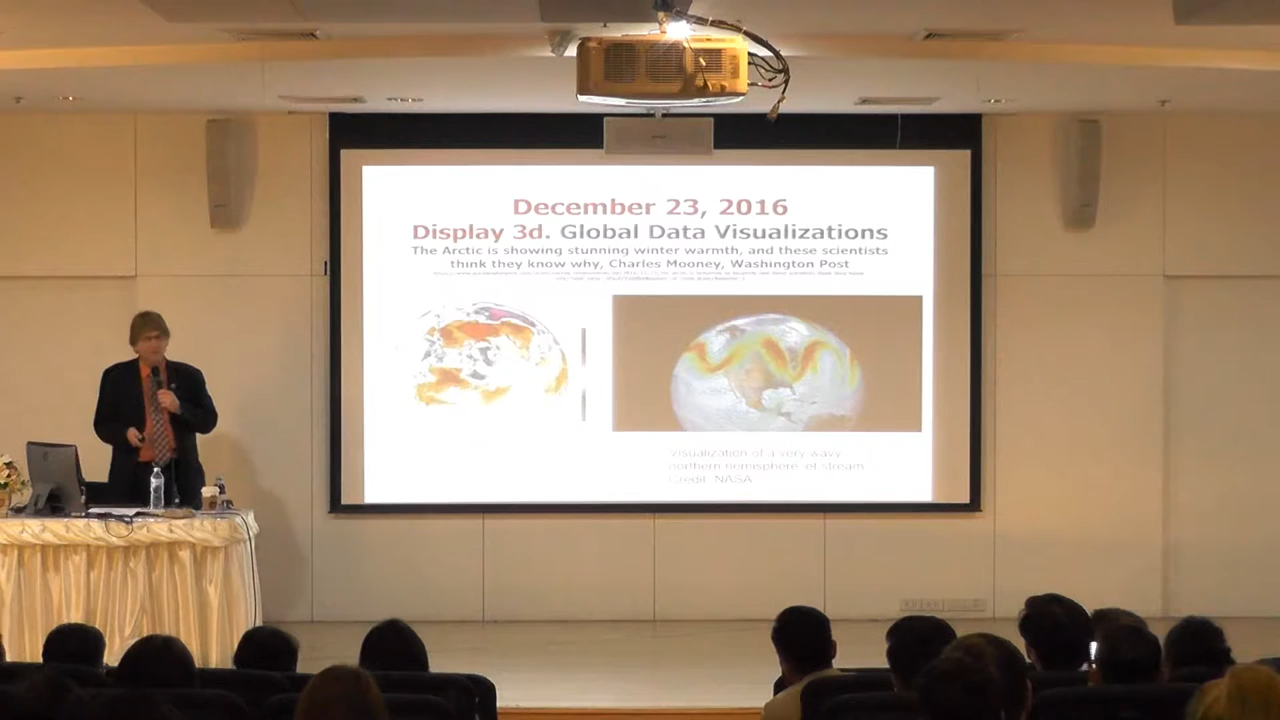 December 23, 2016
Display 3d. Global Data Visualizations
The Arctic is showing stunning winter warmth, and these scientists
think they know why, Charles Mooney, Washington Post
Visualization of a very wavy
northern hemisphere et stream
Credit: NASA